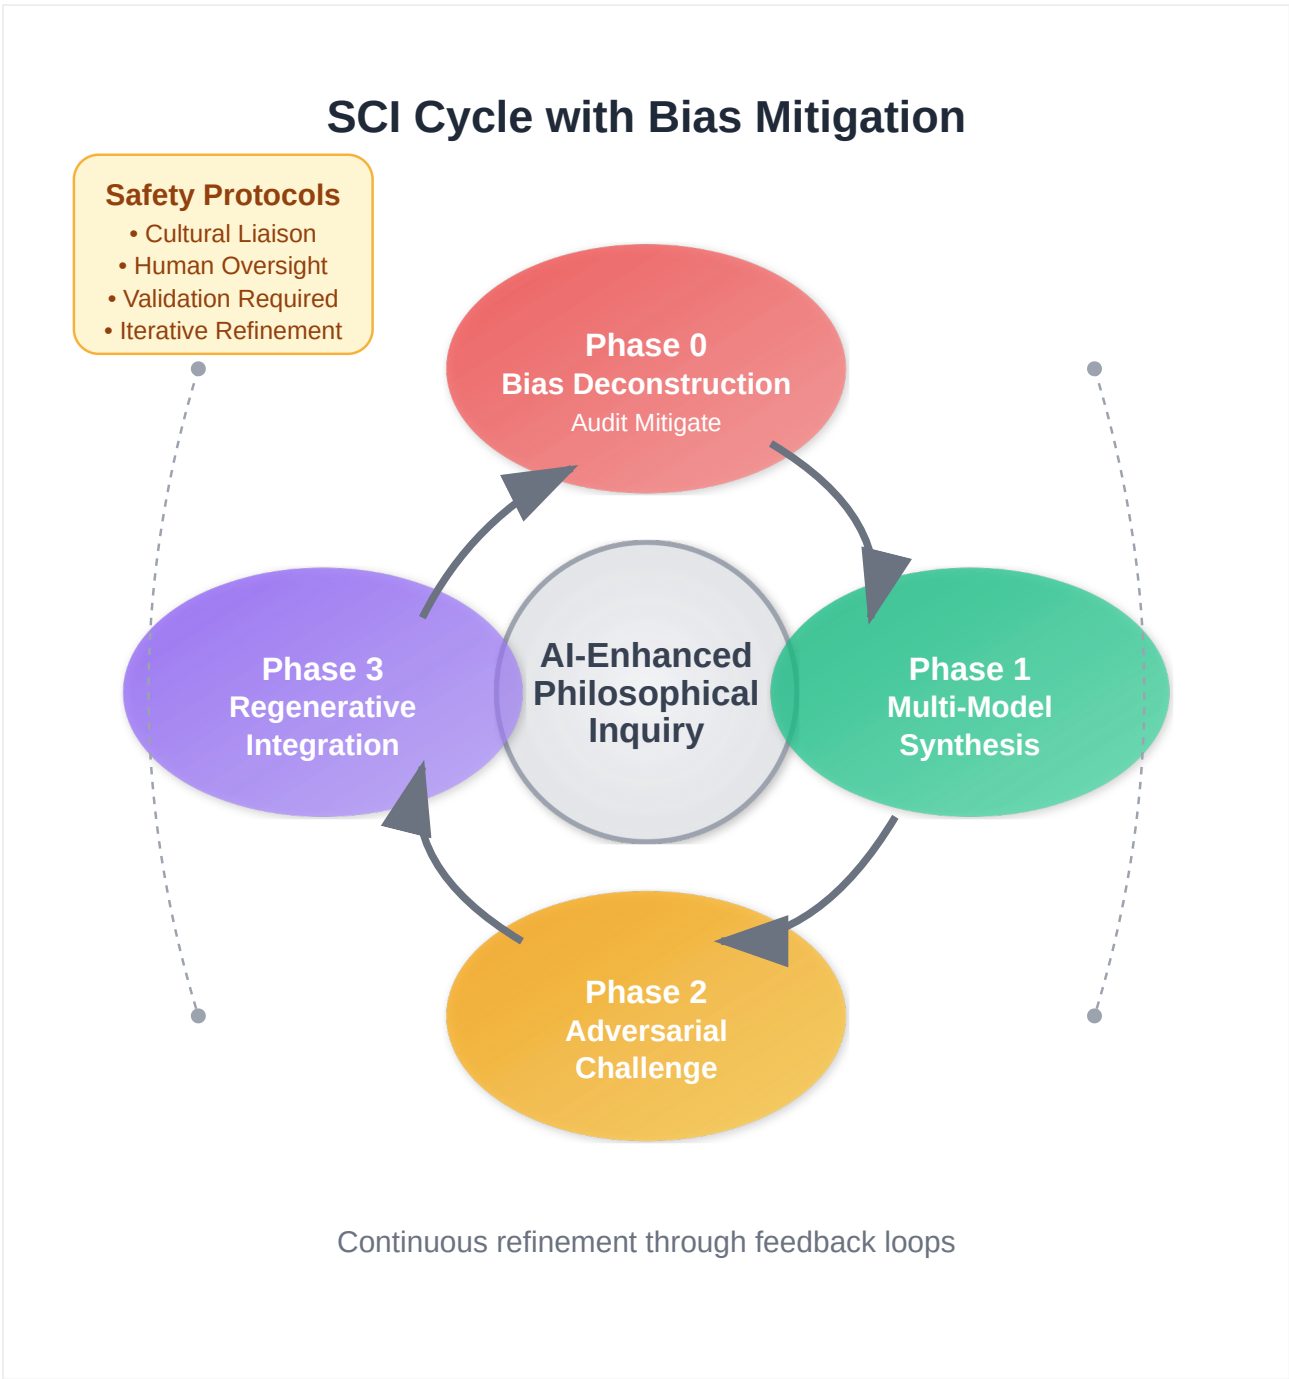 SCI Cycle with Bias Mitigation
Safety Protocols
• Cultural Liaison
• Human Oversight
• Validation Required
• Iterative Refinement
Phase 0
Bias Deconstruction
Audit Mitigate
Phase 3
Regenerative
Integration
AI-Enhanced
Philosophical
Inquiry
Phase 1
Multi-Model
Synthesis
Phase 2
Adversarial
Challenge
Continuous refinement through feedback loops